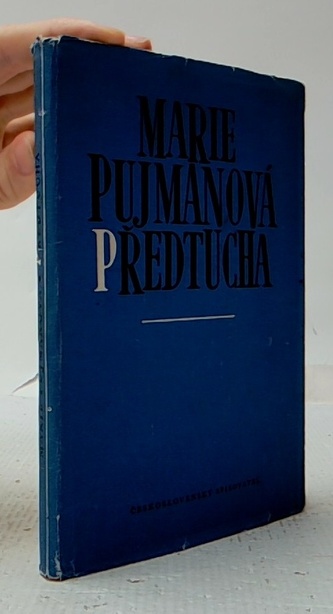 MARIE
PUJMANOVÁ
PŘEDTUCHA
ČESKOSLOVENSKÝ SPISOVATEL